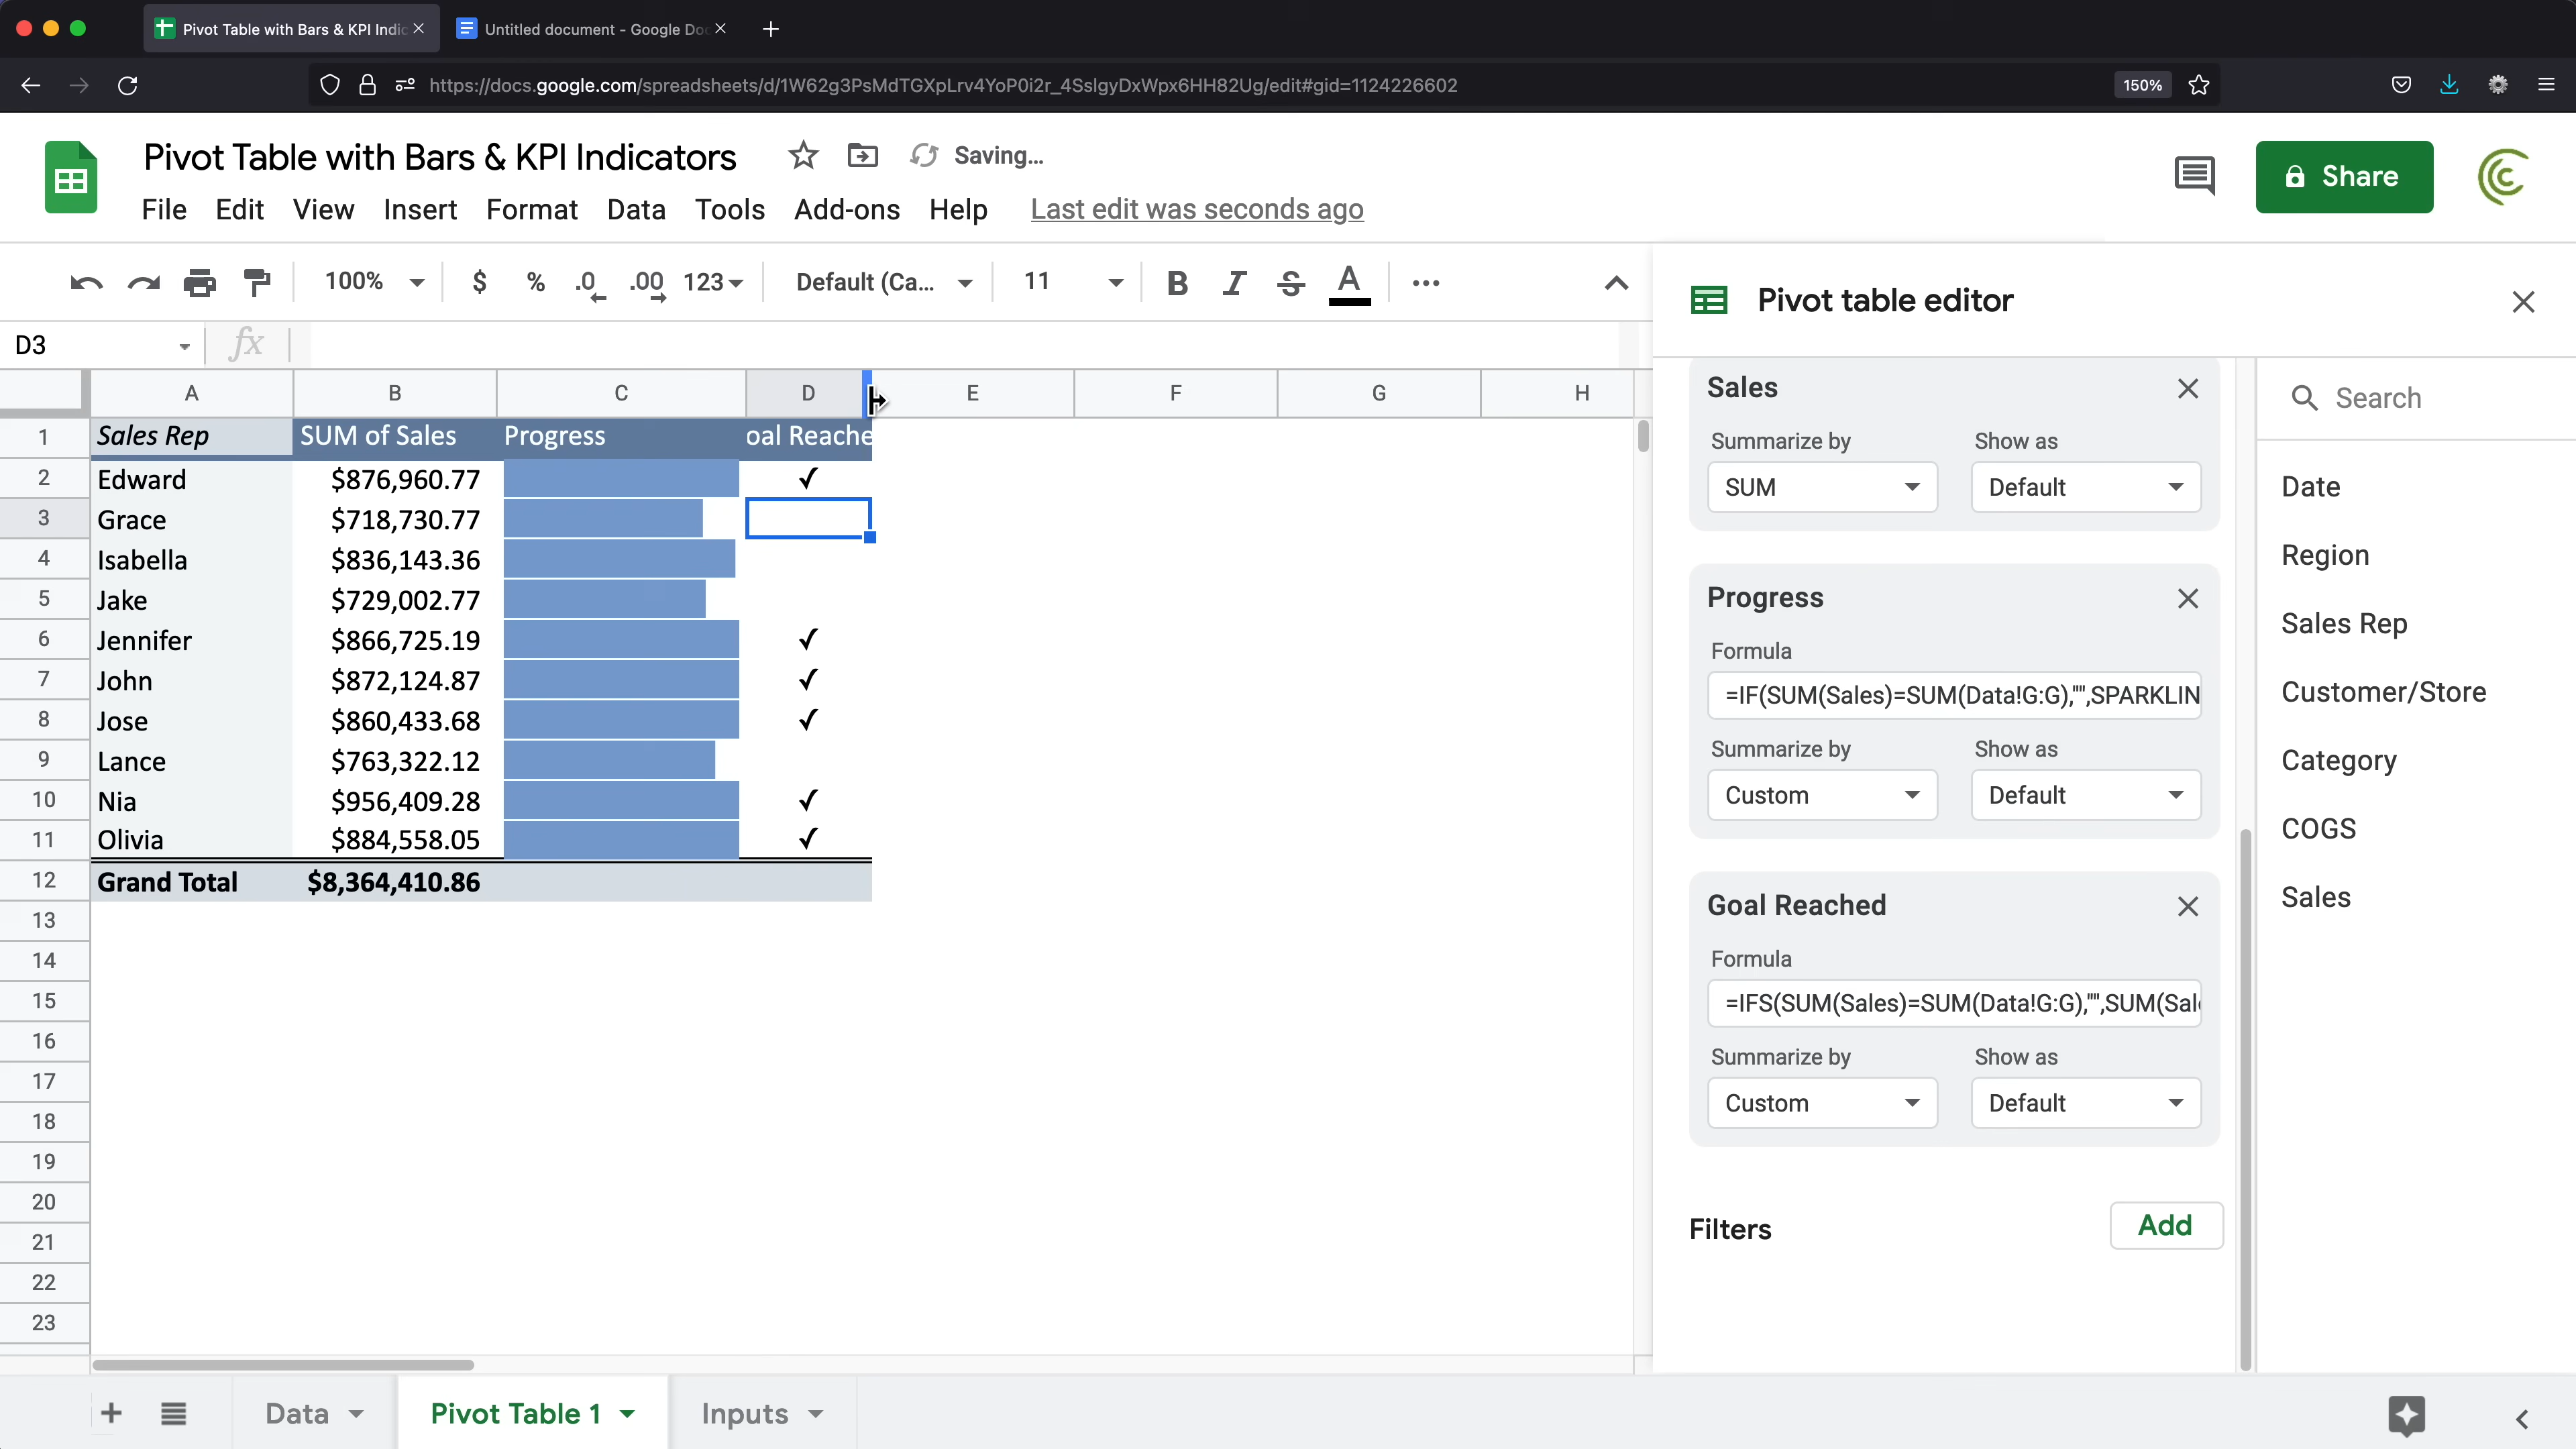 Pivot Table with Bars & KPI Indic
Untitled document - Google Doc
https://docs.google.com/spreadsheets/d/1W62g3PsMdTGXpLrv4YoP0i2r_4SslgyDxWpx6HH82Ug/edit#gid=1124226602
150%
Pivot Table with Bars & KPI Indicators
Saving...
Share
File Edit View Insert Format Data Tools Add-ons Help Last edit was seconds ago
100% $ % .0 .00 123 Default (Ca... 11 B I S A
Pivot table editor
D3 fx
A B C D E F G H
1 Sales Rep SUM of Sales Progress oal Reache
2 Edward $876,960.77 ✓
3 Grace $718,730.77
4 Isabella $836,143.36
5 Jake $729,002.77
6 Jennifer $866,725.19 ✓
7 John $872,124.87 ✓
8 Jose $860,433.68 ✓
9 Lance $763,322.12
10 Nia $956,409.28 ✓
11 Olivia $884,558.05 ✓
12 Grand Total $8,364,410.86
13
14
15
16
17
18
19
20
21
22
23
Sales
Summarize by Show as
SUM Default
Progress
Formula
=IF(SUM(Sales)=SUM(Data!G:G),"",SPARKLIN
Summarize by Show as
Custom Default
Goal Reached
Formula
=IFS(SUM(Sales)=SUM(Data!G:G),"",SUM(Sal
Summarize by Show as
Custom Default
Filters Add
Search
Date
Region
Sales Rep
Customer/Store
Category
COGS
Sales
Data Pivot Table 1 Inputs